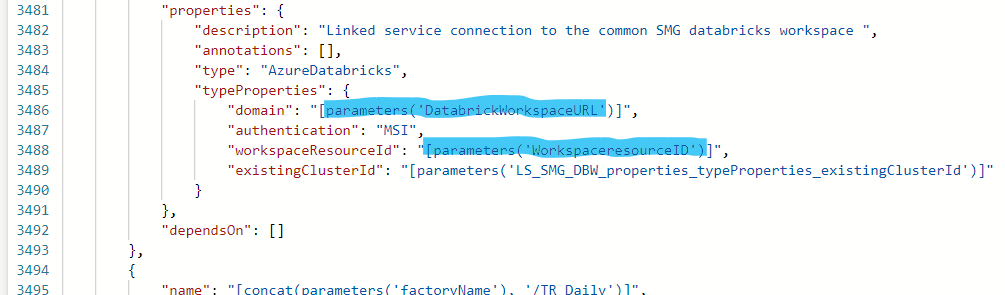 3481 "properties": {
3482 "description": "Linked service connection to the common SMG databricks workspace ",
3483 "annotations": [],
3484 "type": "AzureDatabricks",
3485 "typeProperties": {
3486 "domain": "[parameters('DatabrickWorkspaceURL')]",
3487 "authentication": "MSI",
3488 "workspaceResourceId": "[parameters('WorkspaceresourceID')]",
3489 "existingClusterId": "[parameters('LS_SMG_DBW_properties_typeProperties_existingClusterId')]"
3490 }
3491 },
3492 "dependsOn": []
3493 },
3494 {
3495 "name": "[concat(parameters('factoryName'), '/TR_Daily')]",